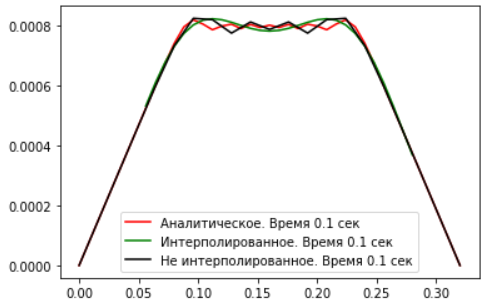 0.0008
0.0006
0.0004
0.0002
0.0000
Аналитическое. Время 0.1 сек
Интерполированное. Время 0.1 сек
Не интерполированное. Время 0.1 сек
0.00 0.05 0.10 0.15 0.20 0.25 0.30